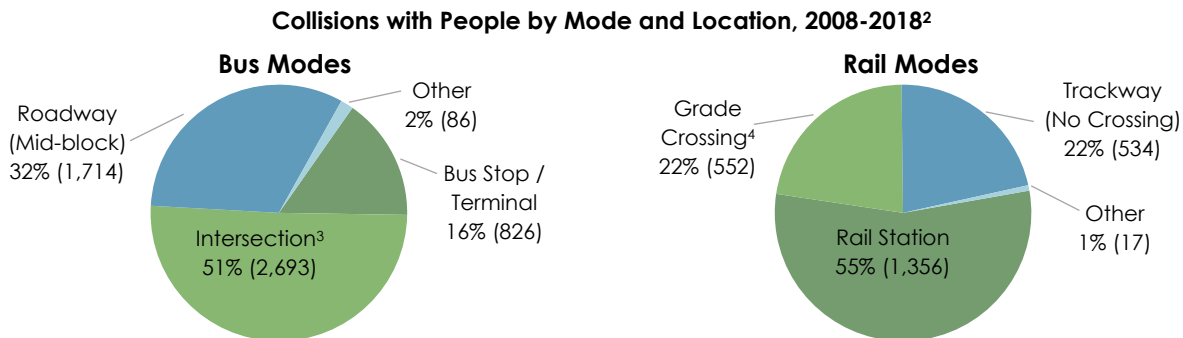 Collisions with People by Mode and Location, 2008-2018²
Bus Modes
Roadway
(Mid-block)
32% (1,714)
Other
2% (86)
Bus Stop /
Terminal
16% (826)
Intersection³
51% (2,693)
Rail Modes
Grade
Crossing⁴
22% (552)
Trackway
(No Crossing)
22% (534)
Other
1% (17)
Rail Station
55% (1,356)